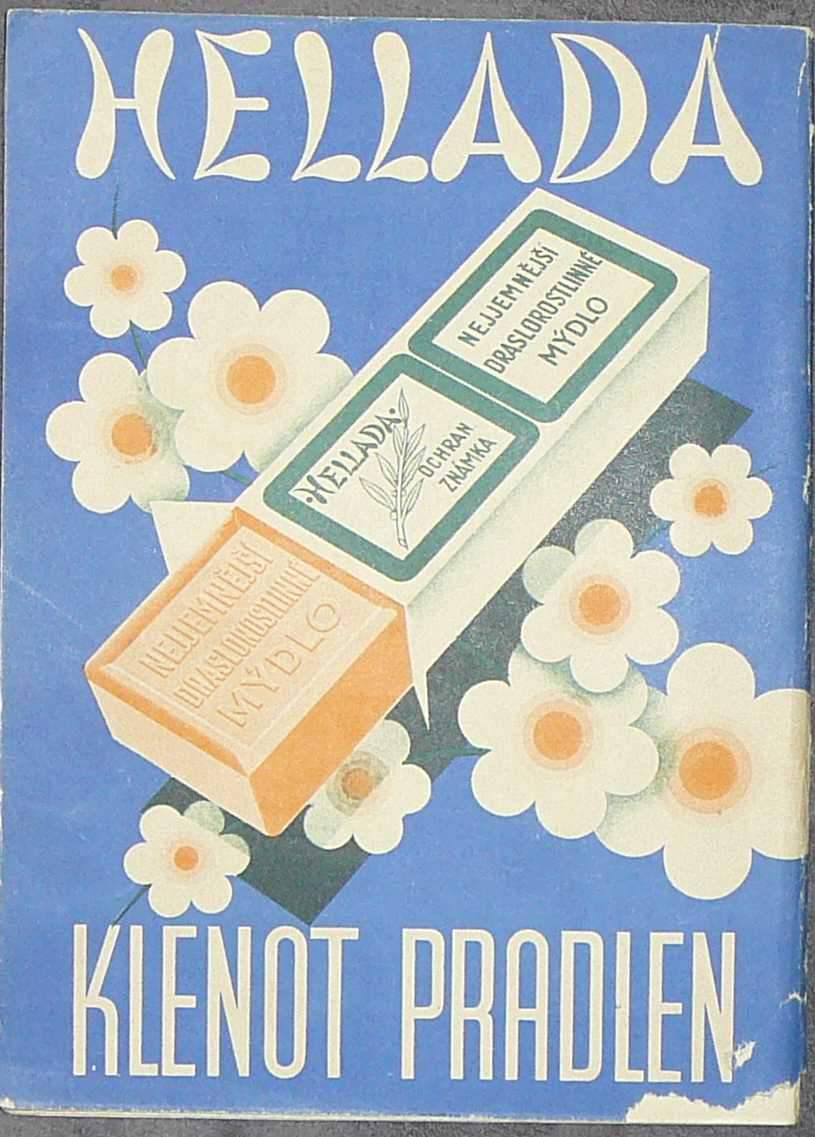 HELLADA
NEJJEMNĚJŠÍ
DRASLOROSTLINNÉ
MÝDLO
HELLADA
OCHRAN
ZNÁMKA
NEJJEMNĚJŠÍ
DRASLOROSTLINNÉ
MÝDLO
KLENOT PRADLEN